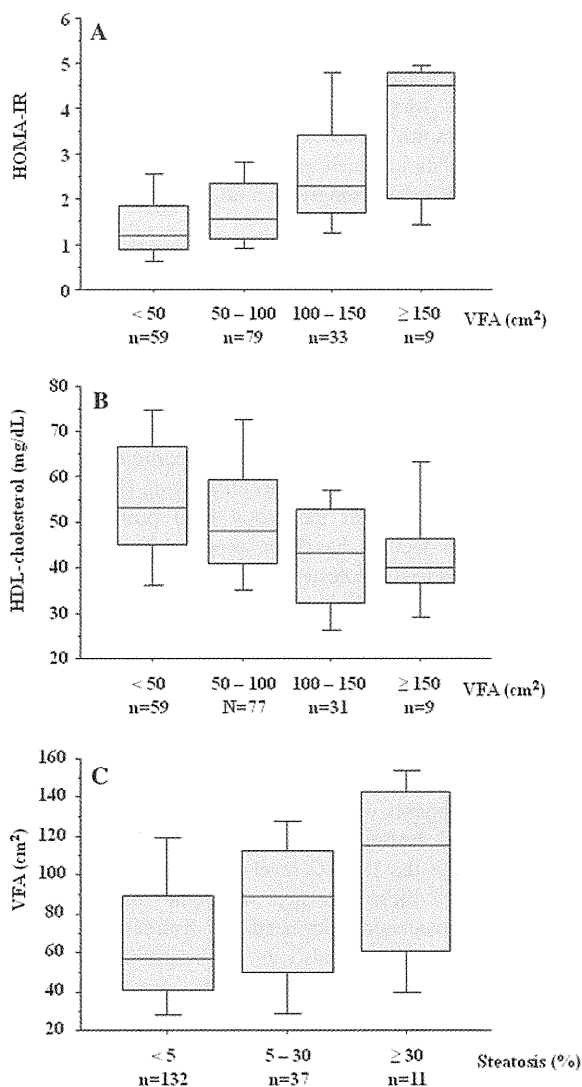 A
HOMA-IR
6
5
4
3
2
1
0
< 50 50 – 100 100 – 150 ≥ 150 VFA (cm²)
n=59 n=79 n=33 n=9
B
HDL-cholesterol (mg/dL)
80
70
60
50
40
30
20
< 50 50 – 100 100 – 150 ≥ 150 VFA (cm²)
n=59 N=77 n=31 n=9
C
VFA (cm²)
160
140
120
100
80
60
40
20
< 5 5 – 30 ≥ 30 Steatosis (%)
n=132 n=37 n=11